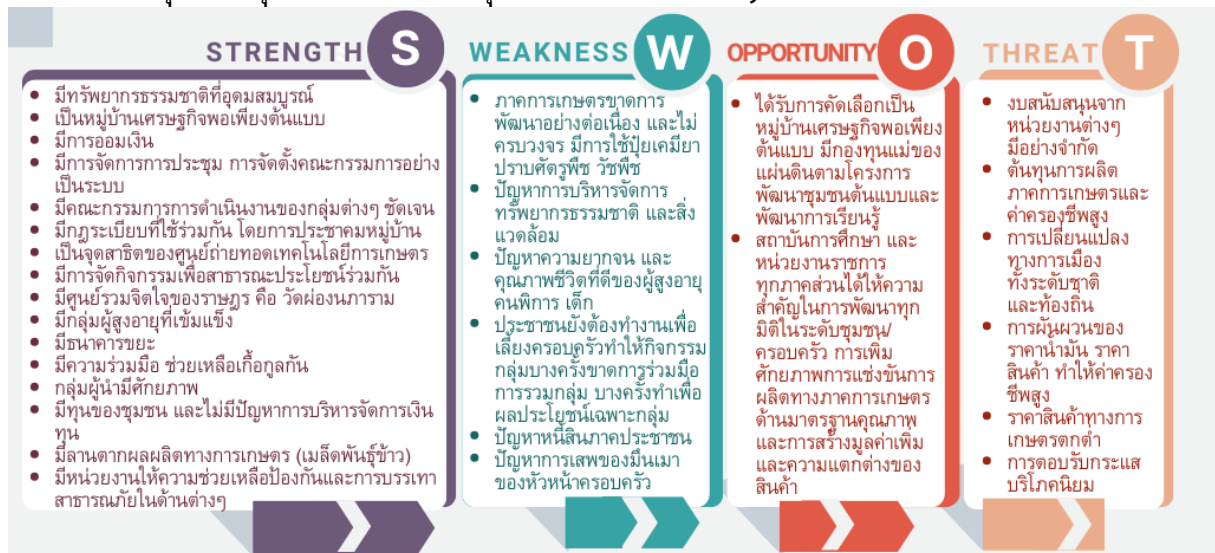 STRENGTH S
มีทรัพยากรธรรมชาติที่อุดมสมบูรณ์
เป็นหมู่บ้านเศรษฐกิจพอเพียงต้นแบบ
มีการออมเงิน
มีการจัดการการประชุม การจัดตั้งคณะกรรมการอย่าง
เป็นระบบ
มีคณะกรรมการการดำเนินงานของกลุ่มต่างๆ ชัดเจน
มีกฎระเบียบที่ใช้ร่วมกัน โดยการประชาคมหมู่บ้าน
เป็นจุดสาธิตของศูนย์ถ่ายทอดเทคโนโลยีการเกษตร
มีการจัดกิจกรรมเพื่อสาธารณะประโยชน์ร่วมกัน
มีศูนย์รวมจิตใจของราษฎร คือ วัดผ่องนภาราม
มีกลุ่มผู้สูงอายุที่เข้มแข็ง
มีธนาคารขยะ
มีความร่วมมือ ช่วยเหลือเกื้อกูลกัน
กลุ่มผู้นำมีศักยภาพ
มีทุนของชุมชน และไม่มีปัญหาการบริหารจัดการเงิน
ทุน
มีลานตากผลผลิตทางการเกษตร (เมล็ดพันธุ์ข้าว)
มีหน่วยงานให้ความช่วยเหลือป้องกันและการบรรเทา
สาธารณภัยในด้านต่างๆ
WEAKNESS W
ภาคการเกษตรขาดการ
พัฒนาอย่างต่อเนื่อง และไม่
ครบวงจร มีการใช้ปุ๋ยเคมียา
ปราบศัตรูพืช วัชพืช
ปัญหาการบริหารจัดการ
ทรัพยากรธรรมชาติ และสิ่ง
แวดล้อม
ปัญหาความยากจน และ
คุณภาพชีวิตที่ดีของผู้สูงอายุ
คนพิการ เด็ก
ประชาชนยังต้องทำงานเพื่อ
เลี้ยงครอบครัวทำให้กิจกรรม
กลุ่มบางครั้งขาดการร่วมมือ
การรวมกลุ่ม บางครั้งทำเพื่อ
ผลประโยชน์เฉพาะกลุ่ม
ปัญหาหนี้สินภาคประชาชน
ปัญหาการเสพของมึนเมา
ของหัวหน้าครอบครัว
OPPORTUNITY O
ได้รับการคัดเลือกเป็น
หมู่บ้านเศรษฐกิจพอเพียง
ต้นแบบ มีกองทุนแม่ของ
แผ่นดินตามโครงการ
พัฒนาชุมชนต้นแบบและ
พัฒนาการเรียนรู้
สถาบันการศึกษา และ
หน่วยงานราชการ
ทุกภาคส่วนได้ให้ความ
สำคัญในการพัฒนาทุก
มิติในระดับชุมชน/
ครอบครัว การเพิ่ม
ศักยภาพการแข่งขันการ
ผลิตทางภาคการเกษตร
ด้านมาตรฐานคุณภาพ
และการสร้างมูลค่าเพิ่ม
และความแตกต่างของ
สินค้า
THREAT T
งบสนับสนุนจาก
หน่วยงานต่างๆ
มีอย่างจำกัด
ต้นทุนการผลิต
ภาคการเกษตรและ
ค่าครองชีพสูง
การเปลี่ยนแปลง
ทางการเมือง
ทั้งระดับชาติ
และท้องถิ่น
การผันผวนของ
ราคาน้ำมัน ราคา
สินค้า ทำให้ค่าครอง
ชีพสูง
ราคาสินค้าทางการ
เกษตรตกต่ำ
การตอบรับกระแส
บริโภคนิยม